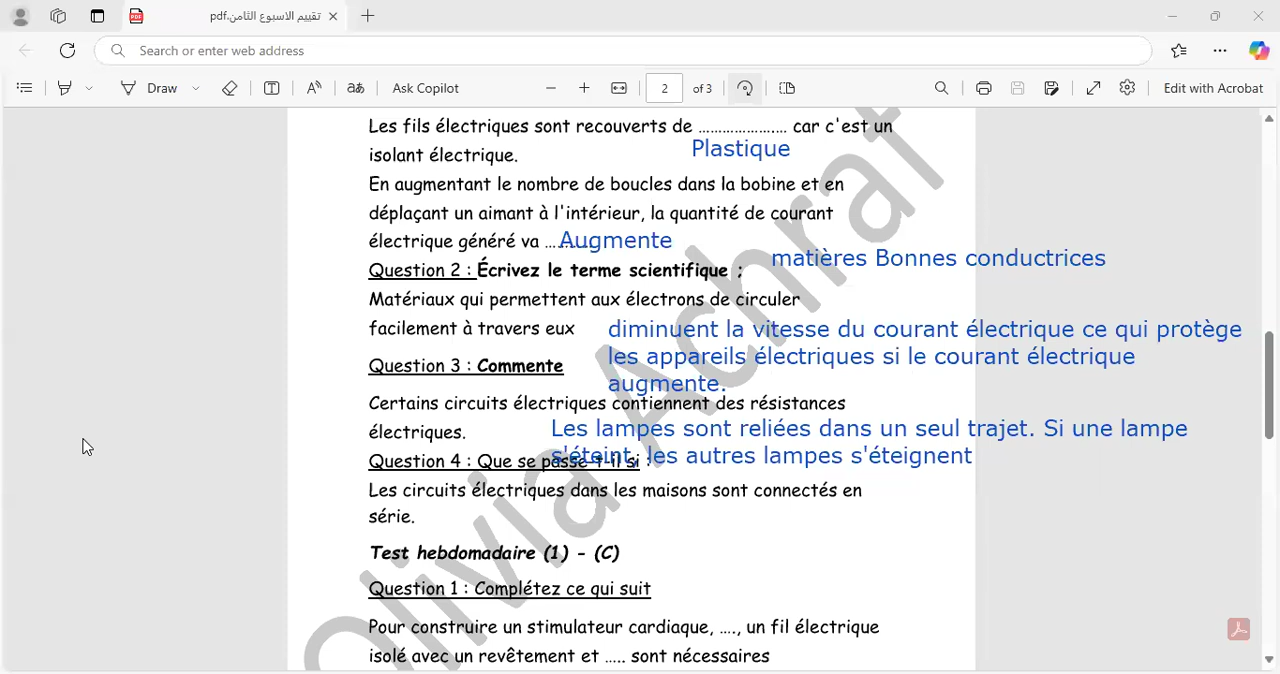 تقييم الاسبوع الثامن.pdf
Search or enter web address
Draw
Ask Copilot
2 of 3
Edit with Acrobat
Les fils électriques sont recouverts de ………………..… car c'est un
Plastique
isolant électrique.
En augmentant le nombre de boucles dans la bobine et en
déplaçant un aimant à l'intérieur, la quantité de courant
électrique généré va ………… Augmente
matières Bonnes conductrices
Question 2 : Écrivez le terme scientifique ;
Matériaux qui permettent aux électrons de circuler
facilement à travers eux
diminuent la vitesse du courant électrique ce qui protège
les appareils électriques si le courant électrique
augmente.
Question 3 : Commente
Certains circuits électriques contiennent des résistances
électriques.
Les lampes sont reliées dans un seul trajet. Si une lampe
s'éteint, les autres lampes s'éteignent
Question 4 : Que se passe-t-il si :
Les circuits électriques dans les maisons sont connectés en
série.
Test hebdomadaire (1) - (C)
Question 1 : Complétez ce qui suit
Pour construire un stimulateur cardiaque, …., un fil électrique
isolé avec un revêtement et ….. sont nécessaires
Olivia Achraf